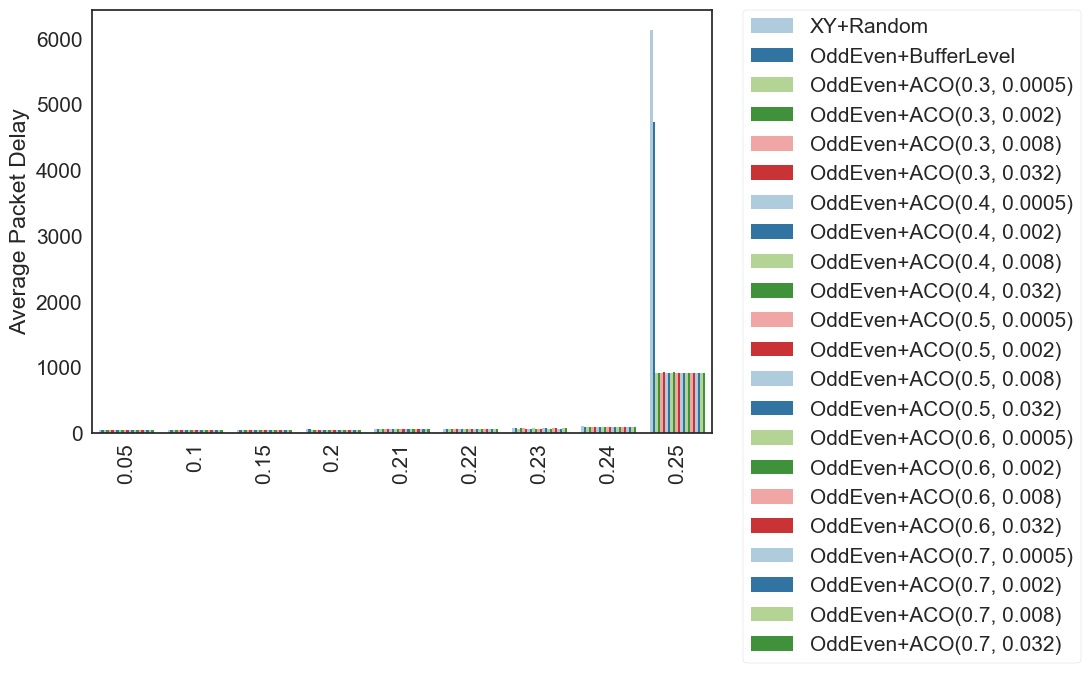 Average Packet Delay
6000
5000
4000
3000
2000
1000
0
0.05
0.1
0.15
0.2
0.21
0.22
0.23
0.24
0.25
XY+Random
OddEven+BufferLevel
OddEven+ACO(0.3, 0.0005)
OddEven+ACO(0.3, 0.002)
OddEven+ACO(0.3, 0.008)
OddEven+ACO(0.3, 0.032)
OddEven+ACO(0.4, 0.0005)
OddEven+ACO(0.4, 0.002)
OddEven+ACO(0.4, 0.008)
OddEven+ACO(0.4, 0.032)
OddEven+ACO(0.5, 0.0005)
OddEven+ACO(0.5, 0.002)
OddEven+ACO(0.5, 0.008)
OddEven+ACO(0.5, 0.032)
OddEven+ACO(0.6, 0.0005)
OddEven+ACO(0.6, 0.002)
OddEven+ACO(0.6, 0.008)
OddEven+ACO(0.6, 0.032)
OddEven+ACO(0.7, 0.0005)
OddEven+ACO(0.7, 0.002)
OddEven+ACO(0.7, 0.008)
OddEven+ACO(0.7, 0.032)